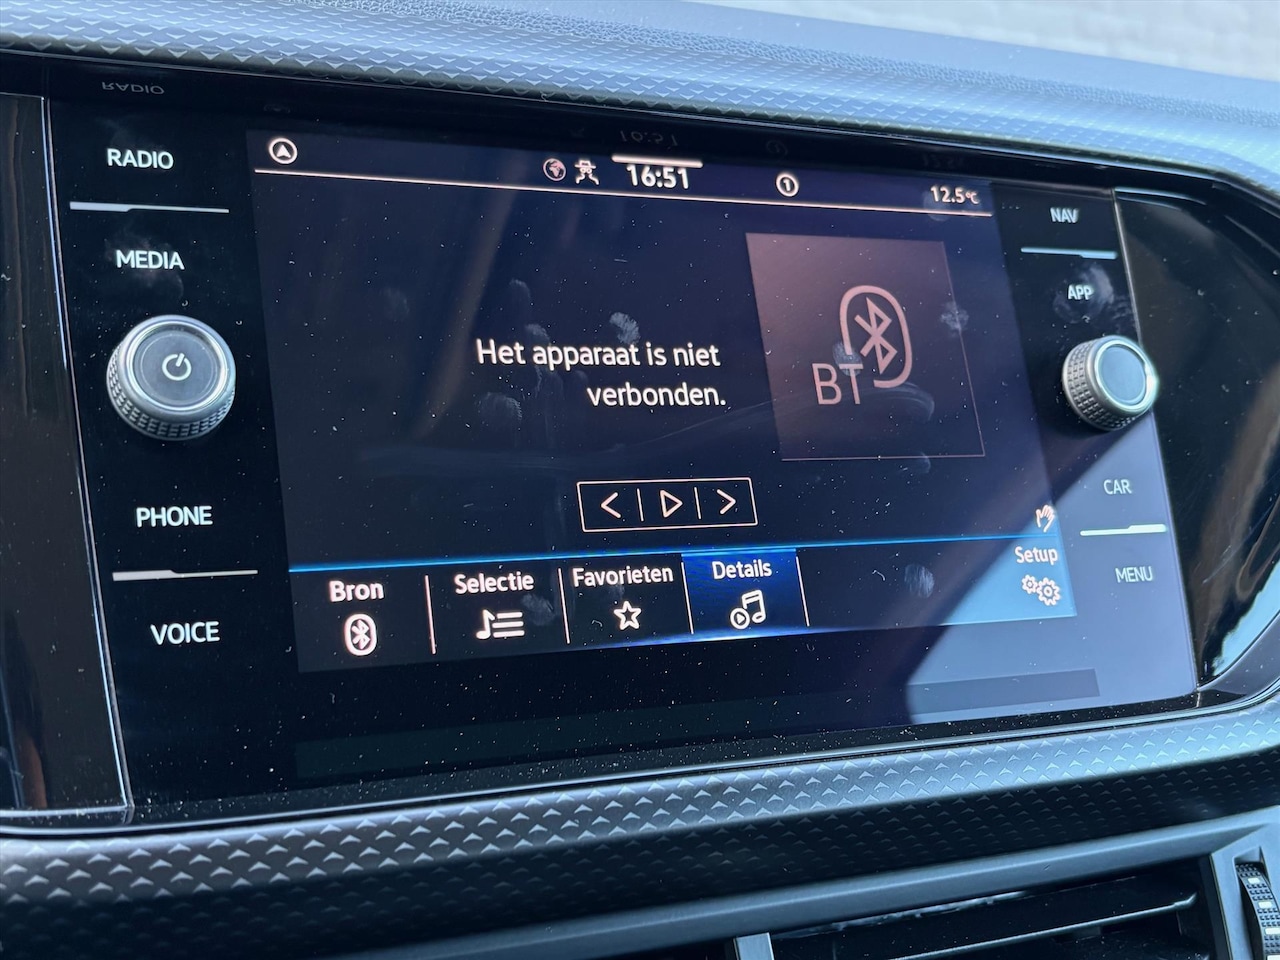 RADIO
MEDIA
PHONE
VOICE
16:51
1
12.5°C
Het apparaat is niet
verbonden.
BT
Bron
Selectie
Favorieten
Details
Setup
NAV
APP
CAR
MENU